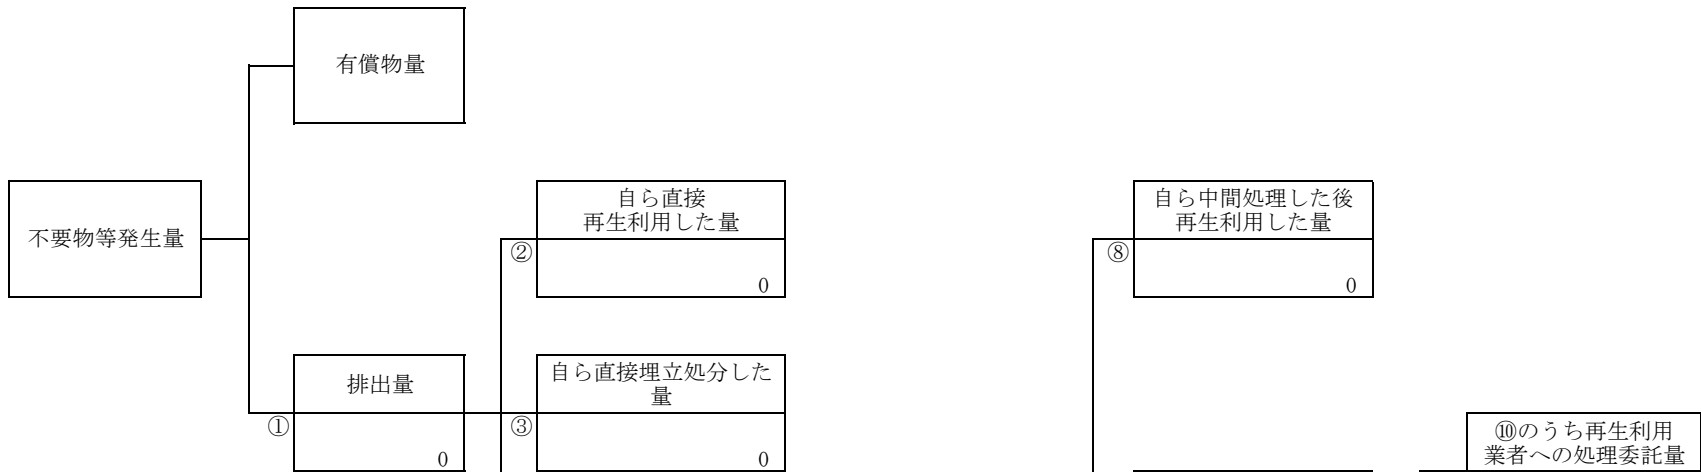 有償物量
不要物等発生量
自ら直接
再生利用した量
②
0
自ら中間処理した後
再生利用した量
⑧
0
排出量
①
0
自ら直接埋立処分した
量
③
0
⑩のうち再生利用
業者への処理委託量